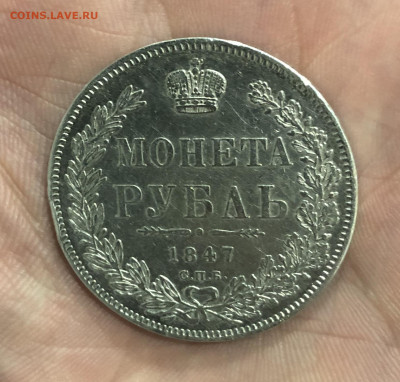 COINS.LAVE.RU
МОНЕТА
РУБЛЬ
1847
С.П.Б.